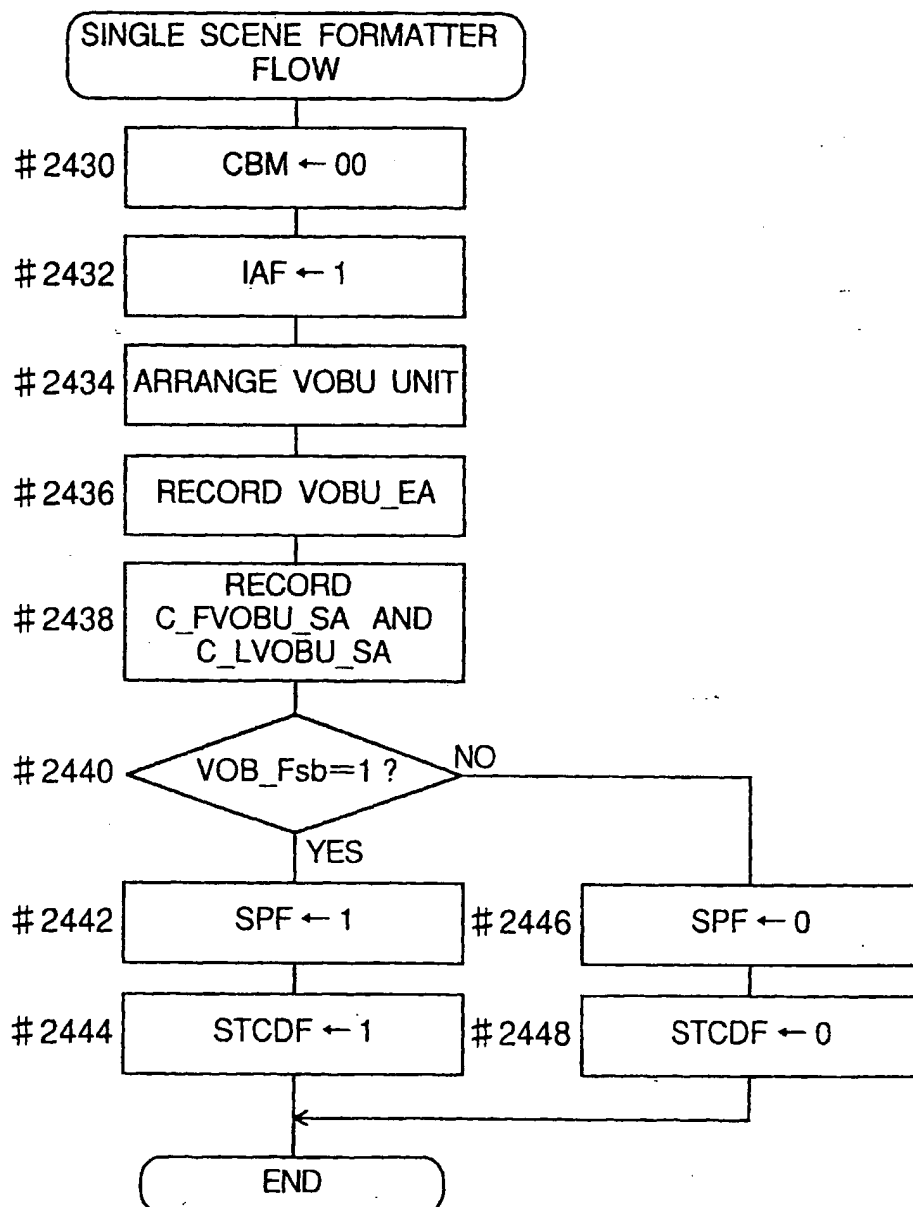 SINGLE SCENE FORMATTER
FLOW
#2430
CBM ← 00
#2432
IAF ← 1
#2434
ARRANGE VOBU UNIT
#2436
RECORD VOBU_EA
#2438
RECORD
C_FVOBU_SA AND
C_LVOBU_SA
#2440
VOB_Fsb=1 ?
NO
YES
#2442
SPF ← 1
#2446
SPF ← 0
#2444
STCDF ← 1
#2448
STCDF ← 0
END